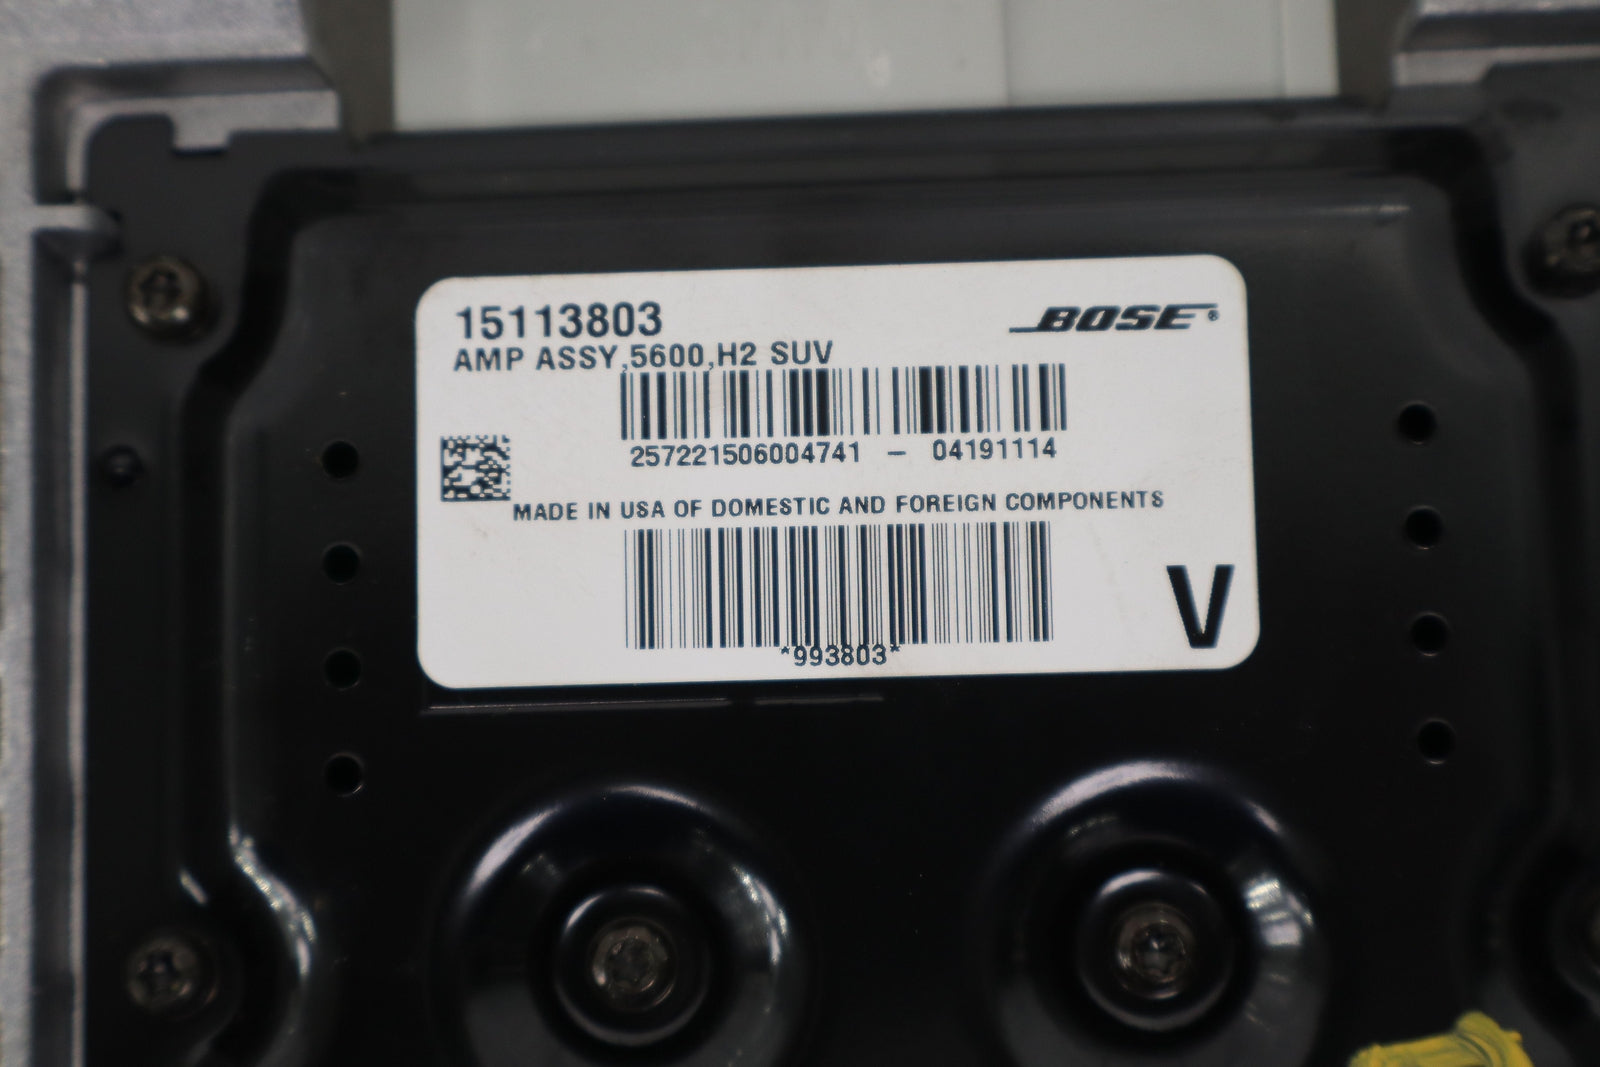 15113803
BOSE®
AMP ASSY,5600,H2 SUV
257221506004741 - 04191114
MADE IN USA OF DOMESTIC AND FOREIGN COMPONENTS
*993803*
V